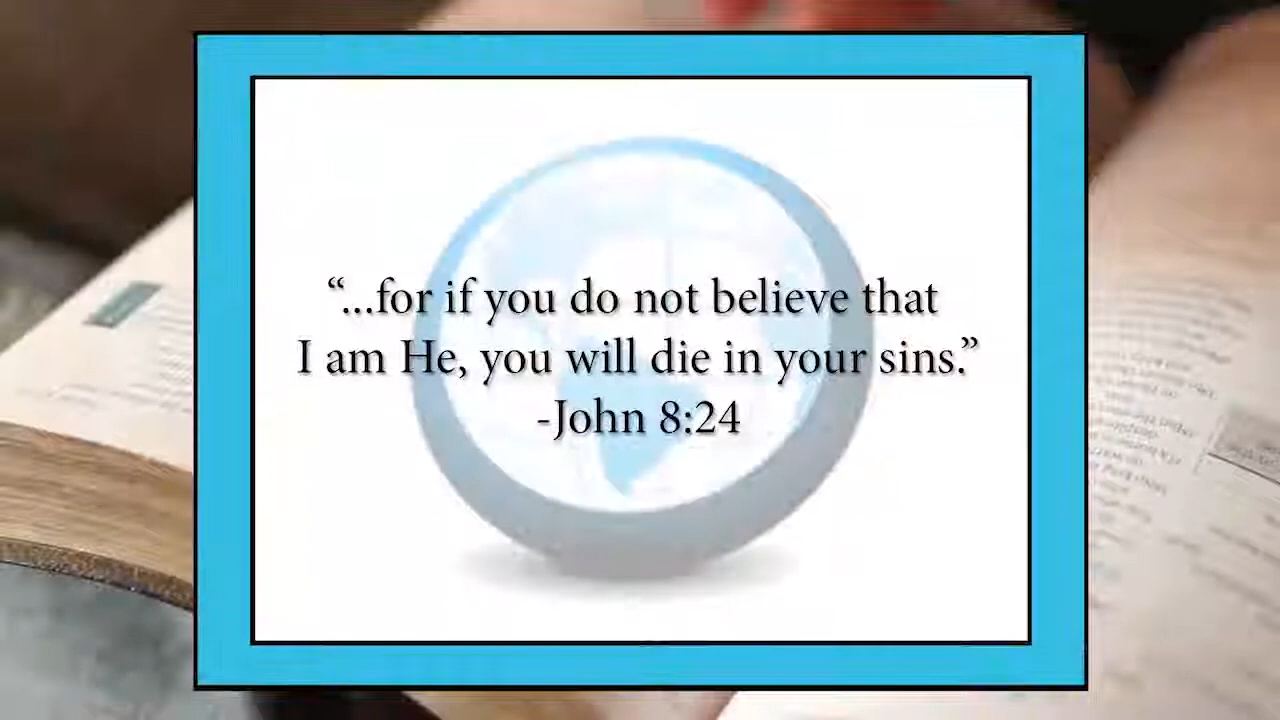 “...for if you do not believe that
I am He, you will die in your sins.”
-John 8:24